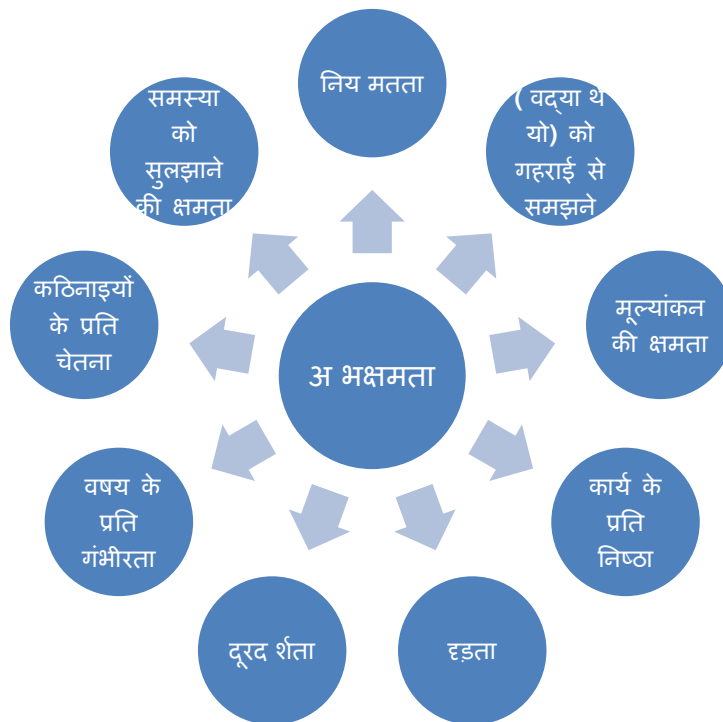 निय मतता
( वद्या र्थ
यो) को
गहराई से
समझने
मूल्यांकन
की क्षमता
कार्य के
प्रति
निष्ठा
दृड़ता
दूरद र्शता
वषय के
प्रति
गंभीरता
कठिनाइयों
के प्रति
चेतना
समस्या
को
सुलझाने
की क्षमता
अ भक्षमता